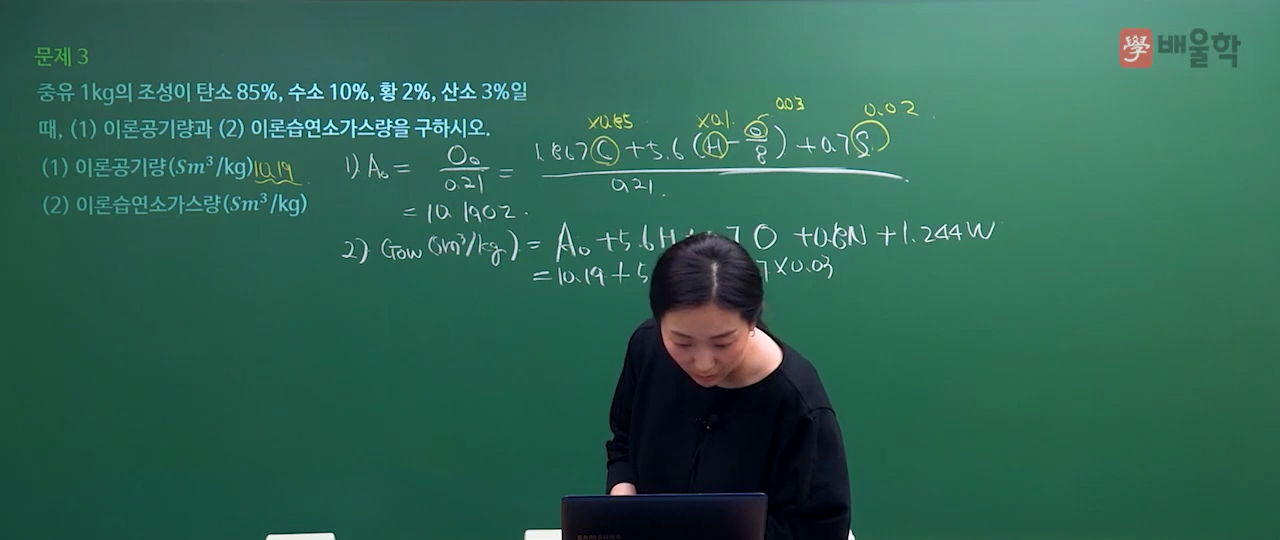 學 배울학
문제 3
중유 1kg의 조성이 탄소 85%, 수소 10%, 황 2%, 산소 3%일
때, (1) 이론공기량과 (2) 이론습연소가스량을 구하시오.
(1) 이론공기량(Sm³/kg) 10.19
(2) 이론습연소가스량(Sm³/kg)
×0.85 ×0.1 0.03 0.02
1) A₀ = O₀/0.21 = 1.867C + 5.6(H - O/8) + 0.7S / 0.21
= 10.1902.
2) Gow (Sm³/kg) = A₀ + 5.6H + 0.7 O + 0.8N + 1.244W
= 10.19 + 5 7 × 0.03